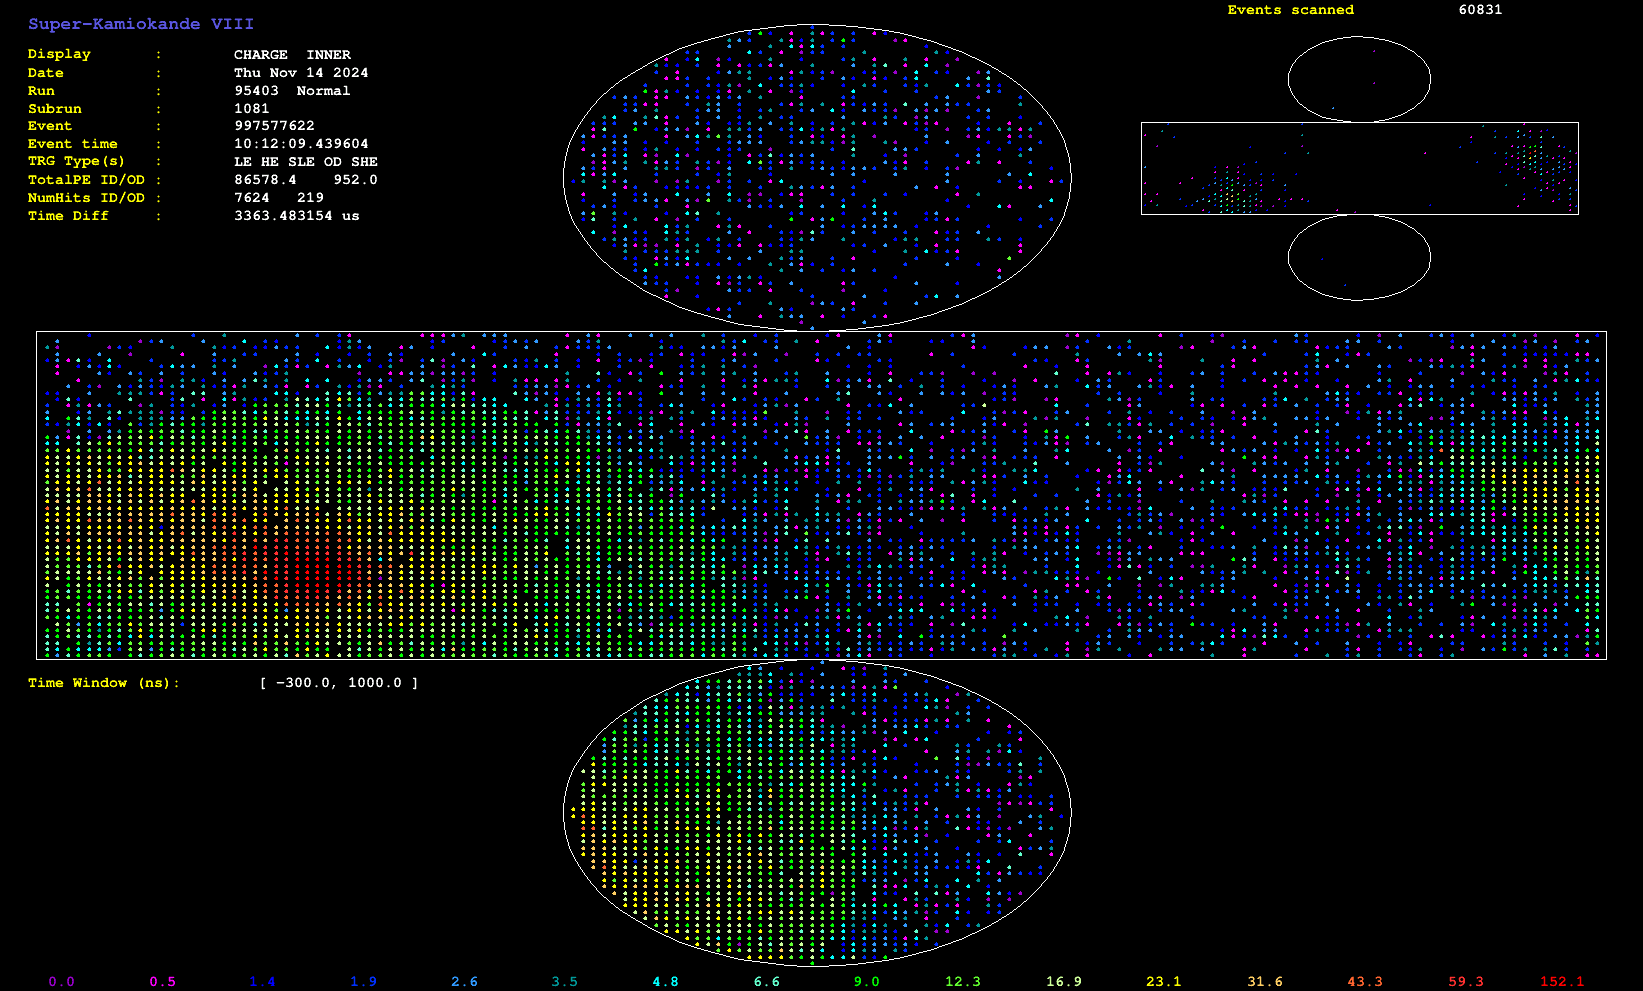 Super-Kamiokande VIII
Events scanned 60831
Display : CHARGE INNER
Date : Thu Nov 14 2024
Run : 95403 Normal
Subrun : 1081
Event : 997577622
Event time : 10:12:09.439604
TRG Type(s) : LE HE SLE OD SHE
TotalPE ID/OD : 86578.4 952.0
NumHits ID/OD : 7624 219
Time Diff : 3363.483154 us
Time Window (ns): [ -300.0, 1000.0 ]
0.0 0.5 1.4 1.9 2.6 3.5 4.8 6.6 9.0 12.3 16.9 23.1 31.6 43.3 59.3 152.1